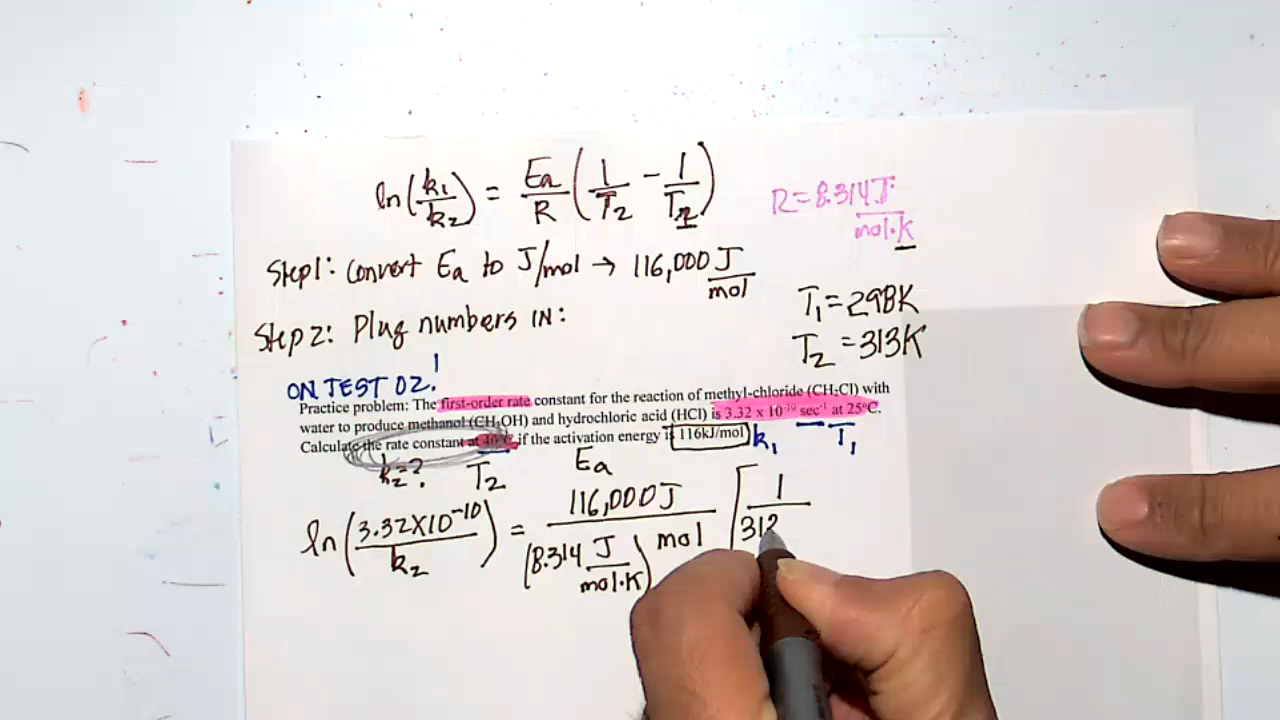 ln(k₁/k₂) = Ea/R (1/T₂ - 1/T₁)
R = 8.314 J/mol·K
Step 1: Convert Ea to J/mol → 116,000 J/mol
T₁ = 298K
Step 2: Plug numbers IN:
T₂ = 313K
ON TEST 02!
Practice problem: The first-order rate constant for the reaction of methyl-chloride (CH₃Cl) with
water to produce methanol (CH₃OH) and hydrochloric acid (HCl) is 3.32 x 10⁻¹⁰ sec⁻¹ at 25°C.
Calculate the rate constant at 40°C if the activation energy is 116kJ/mol
k₁ T₁
k₂=? T₂ Ea
ln(3.32X10⁻¹⁰/k₂) = 116,000J/(8.314 J/mol·K) mol [1/